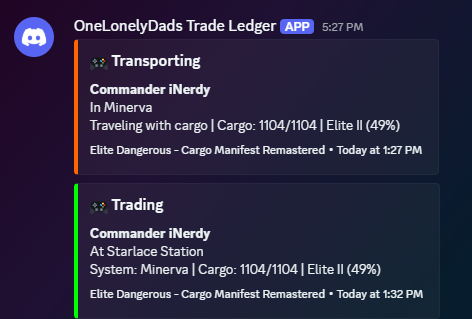 OneLonelyDads Trade Ledger APP 5:27 PM
🎮 Transporting
Commander iNerdy
In Minerva
Traveling with cargo | Cargo: 1104/1104 | Elite II (49%)
Elite Dangerous - Cargo Manifest Remastered • Today at 1:27 PM
🎮 Trading
Commander iNerdy
At Starlace Station
System: Minerva | Cargo: 1104/1104 | Elite II (49%)
Elite Dangerous - Cargo Manifest Remastered • Today at 1:32 PM